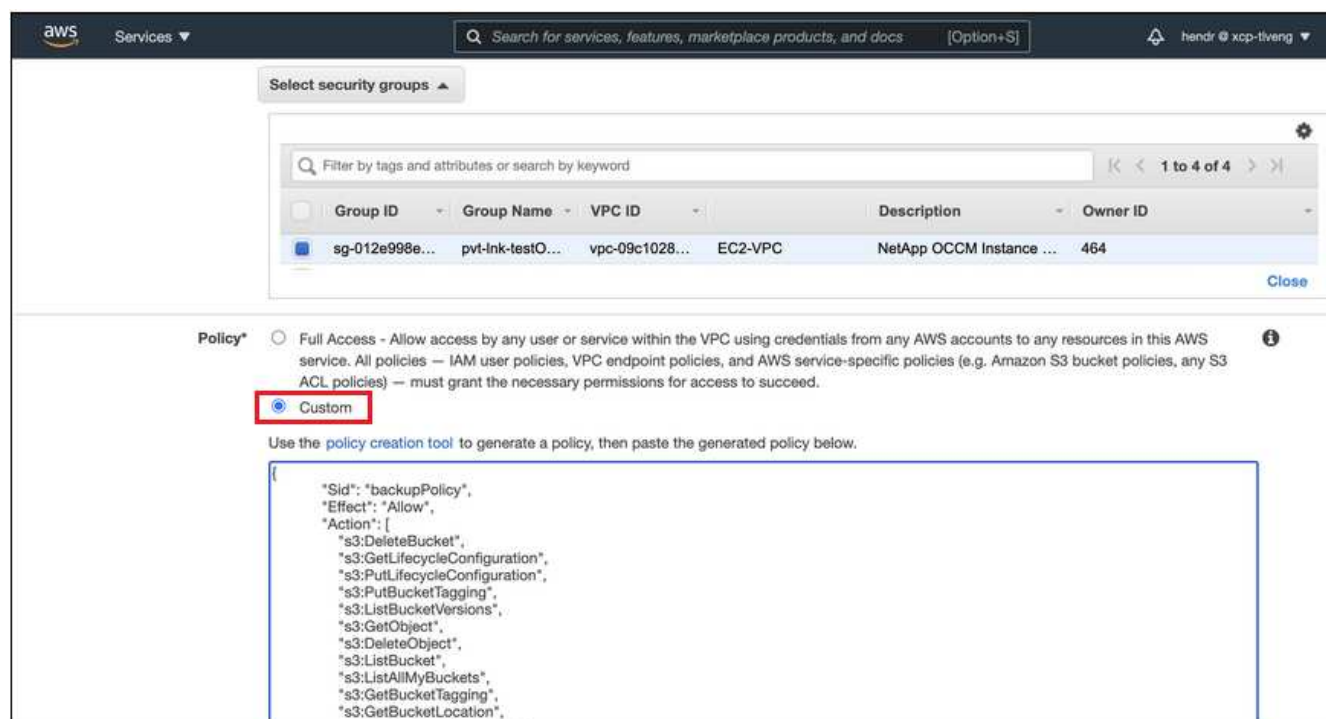 aws Services ▼ Search for services, features, marketplace products, and docs [Option+S] hendr @ xcp-tlveng ▼
Select security groups ▲
Filter by tags and attributes or search by keyword 1 to 4 of 4
Group ID Group Name VPC ID Description Owner ID
sg-012e998e... pvt-lnk-testO... vpc-09c1028... EC2-VPC NetApp OCCM Instance ... 464
Close
Policy* Full Access - Allow access by any user or service within the VPC using credentials from any AWS accounts to any resources in this AWS
service. All policies — IAM user policies, VPC endpoint policies, and AWS service-specific policies (e.g. Amazon S3 bucket policies, any S3
ACL policies) — must grant the necessary permissions for access to succeed.
Custom
Use the policy creation tool to generate a policy, then paste the generated policy below.
{
"Sid": "backupPolicy",
"Effect": "Allow",
"Action": [
"s3:DeleteBucket",
"s3:GetLifecycleConfiguration",
"s3:PutLifecycleConfiguration",
"s3:PutBucketTagging",
"s3:ListBucketVersions",
"s3:GetObject",
"s3:DeleteObject",
"s3:ListBucket",
"s3:ListAllMyBuckets",
"s3:GetBucketTagging",
"s3:GetBucketLocation",